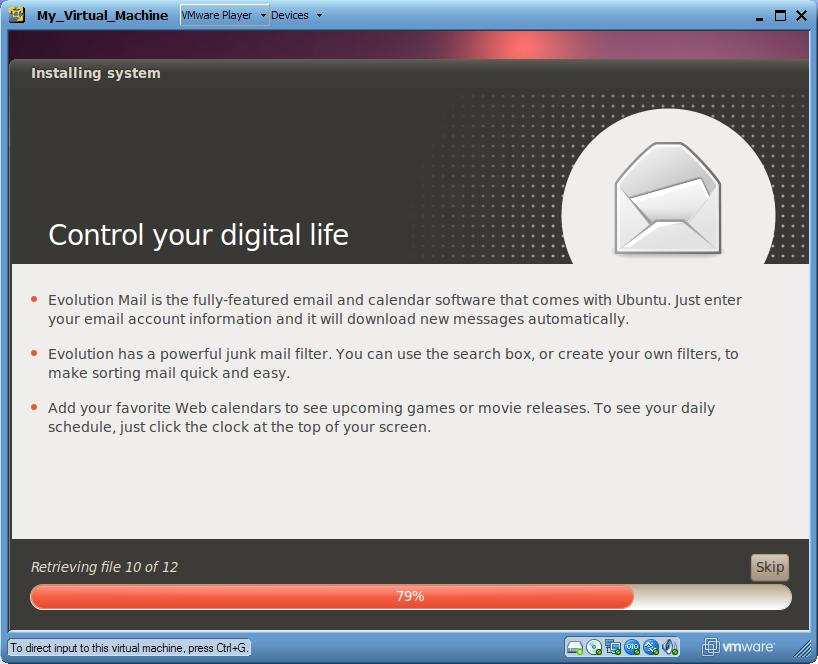 My_Virtual_Machine VMware Player Devices
Installing system
Control your digital life
Evolution Mail is the fully-featured email and calendar software that comes with Ubuntu. Just enter
your email account information and it will download new messages automatically.
Evolution has a powerful junk mail filter. You can use the search box, or create your own filters, to
make sorting mail quick and easy.
Add your favorite Web calendars to see upcoming games or movie releases. To see your daily
schedule, just click the clock at the top of your screen.
Retrieving file 10 of 12
Skip
79%
To direct input to this virtual machine, press Ctrl+G.
vmware